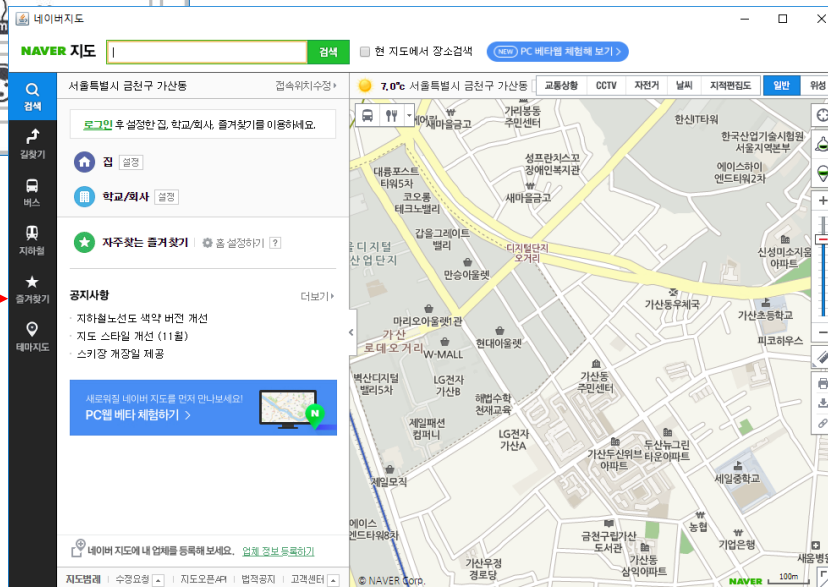 네이버지도
NAVER 지도
검색
현 지도에서 장소검색
NEW PC 베타웹 체험해 보기 >
검색
길찾기
버스
지하철
즐겨찾기
테마지도
서울특별시 금천구 가산동
접속위치수정
로그인 후 설정한 집, 학교/회사, 즐겨찾기를 이용하세요.
집 설정
학교/회사 설정
자주찾는 즐겨찾기 홈 설정하기 ?
공지사항 더보기
· 지하철노선도 색약 버전 개선
· 지도 스타일 개선 (11월)
· 스키장 개장일 제공
새로워질 네이버 지도를 먼저 만나보세요!
PC웹 베타 체험하기 >
N
네이버 지도에 내 업체를 등록해 보세요. 업체 정보 등록하기
지도범례 수정요청 지도오픈API 법적공지 고객센터
7.0℃ 서울특별시 금천구 가산동
교통상황 CCTV 자전거 날씨 지적편집도 일반 위성
새마을금고
가리봉동
주민센터
한신IT타워
한국산업기술시험원
서울지역본부
에이스하이
엔드타워2차
성프란치스꼬
장애인복지관
대륭포스트
타워5차
코오롱
테크노밸리
새마을금고
갑을그레이트
밸리
디지털단지
오거리
디지털
산업단지
만승아울렛
신성미소지움
아파트
가산동우체국
가산초등학교
마리오아울렛1관
가산
로데오거리
현대아울렛
피코하우스
W-MALL
벽산디지털
밸리5차
LG전자
가산B
가산동
주민센터
해법수학
천재교육
제일패션
컴퍼니
LG전자
가산A
두산뉴그린
타운아파트
가산두산위브
아파트
세일중학교
제일모직
에이스
엔드타워8차
금천구립가산
도서관
농협
기업은행
가산동
삼익아파트
가산우정
경로당
© NAVER Corp.
NAVER 100m